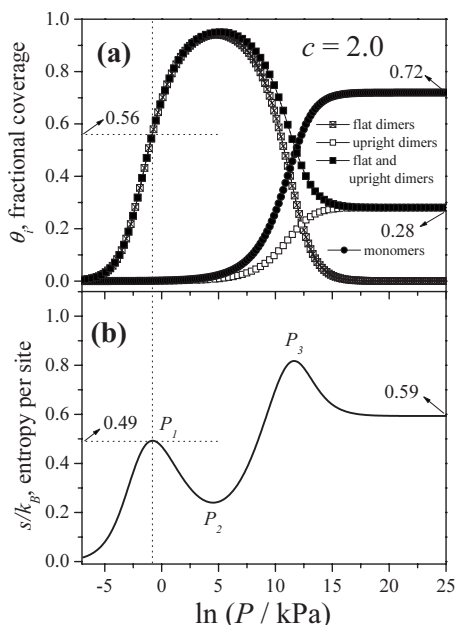 (a)
c = 2.0
1.0
0.8
0.6
0.4
0.2
0.0
θi, fractional coverage
0.56
0.72
flat dimers
upright dimers
flat and
upright dimers
0.28
monomers
(b)
1.0
0.8
0.6
0.4
0.2
0.0
s/kB, entropy per site
0.49
P1
P2
P3
0.59
-5 0 5 10 15 20 25
ln (P / kPa)